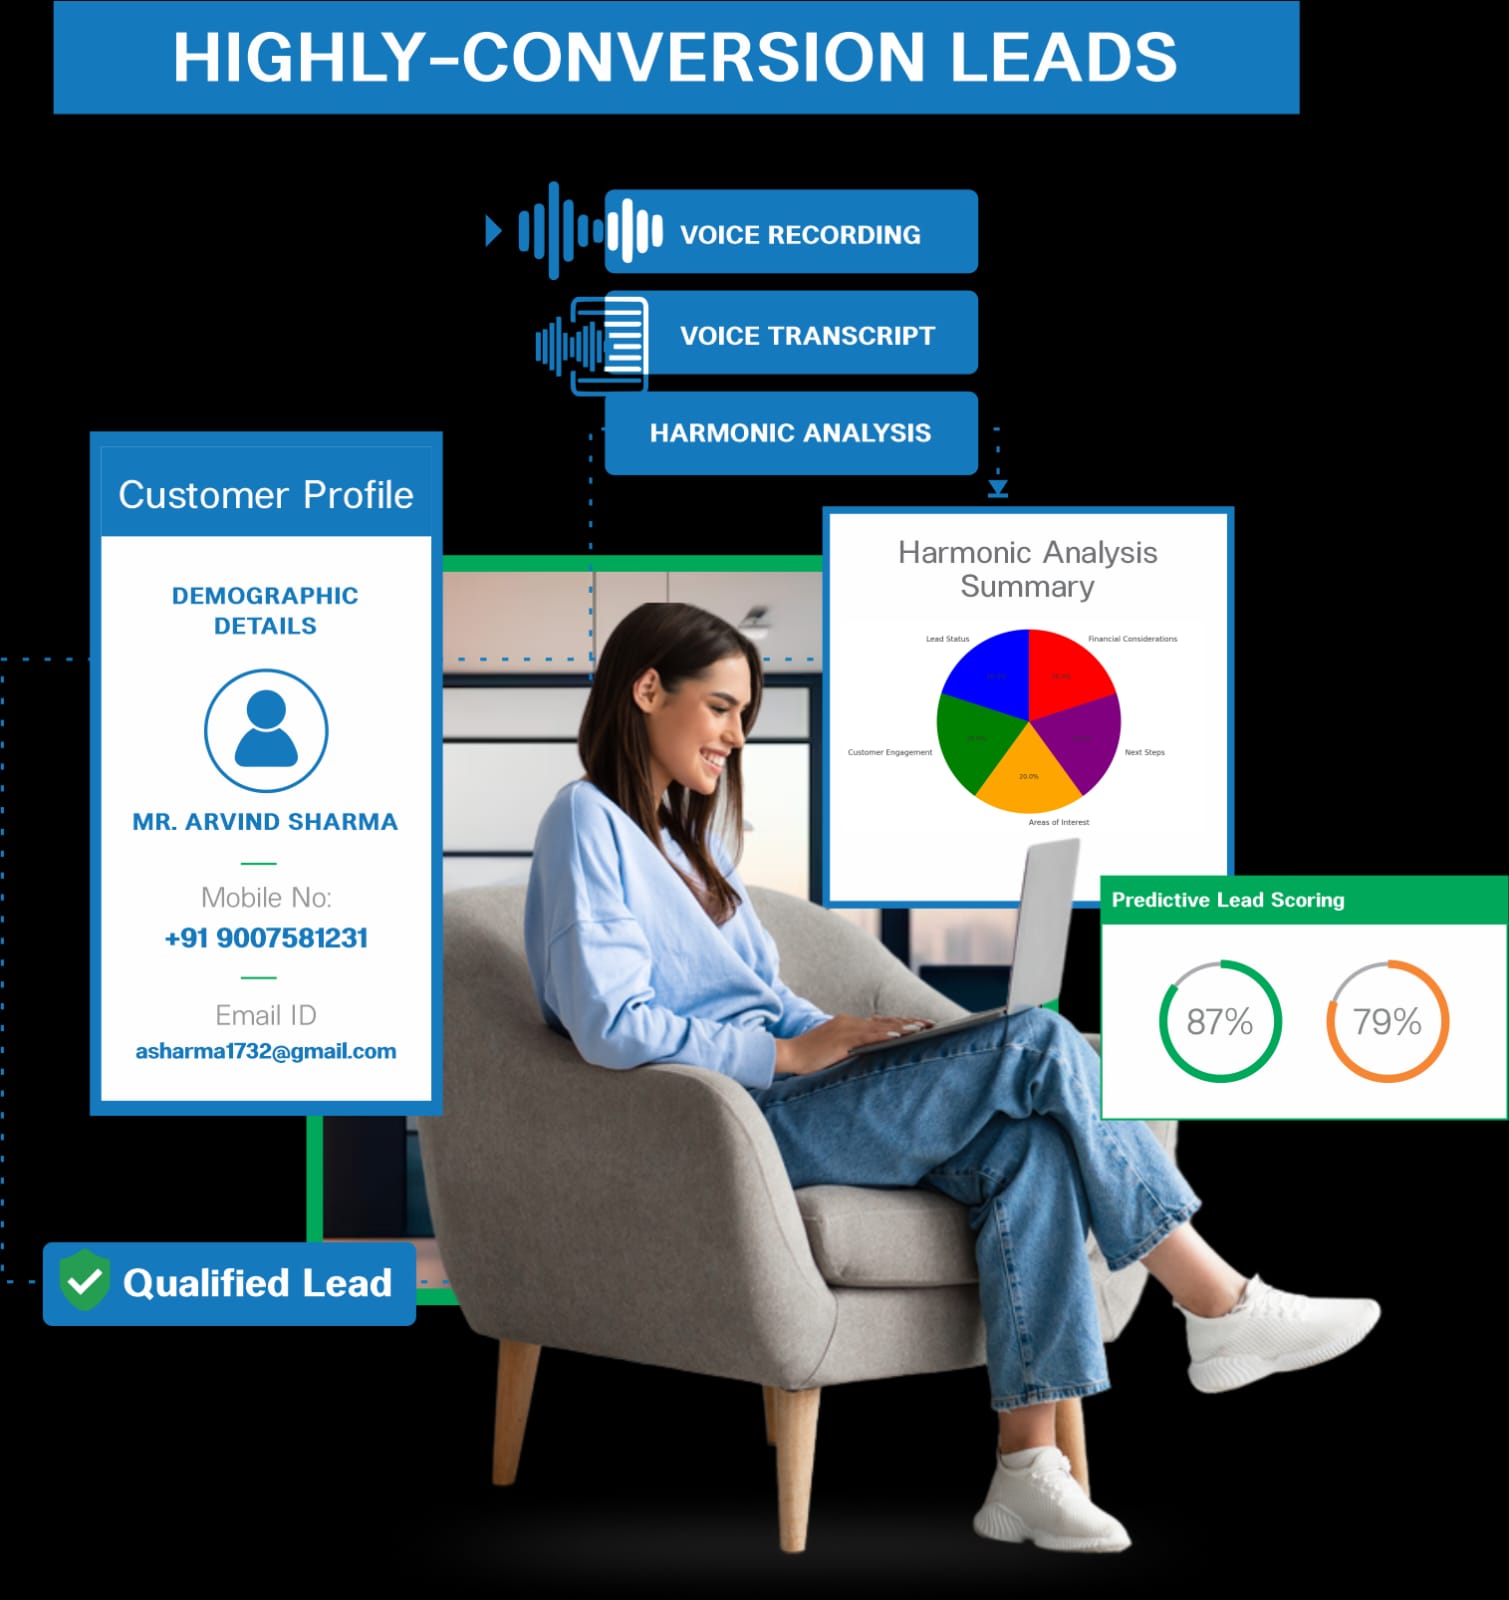 HIGHLY-CONVERSION LEADS
VOICE RECORDING
VOICE TRANSCRIPT
HARMONIC ANALYSIS
Customer Profile
DEMOGRAPHIC
DETAILS
MR. ARVIND SHARMA
Mobile No:
+91 9007581231
Email ID
asharma1732@gmail.com
Harmonic Analysis
Summary
Lead Status
Financial Considerations
Customer Engagement
Next Steps
20.0%
Areas of Interest
Predictive Lead Scoring
87%
79%
Qualified Lead